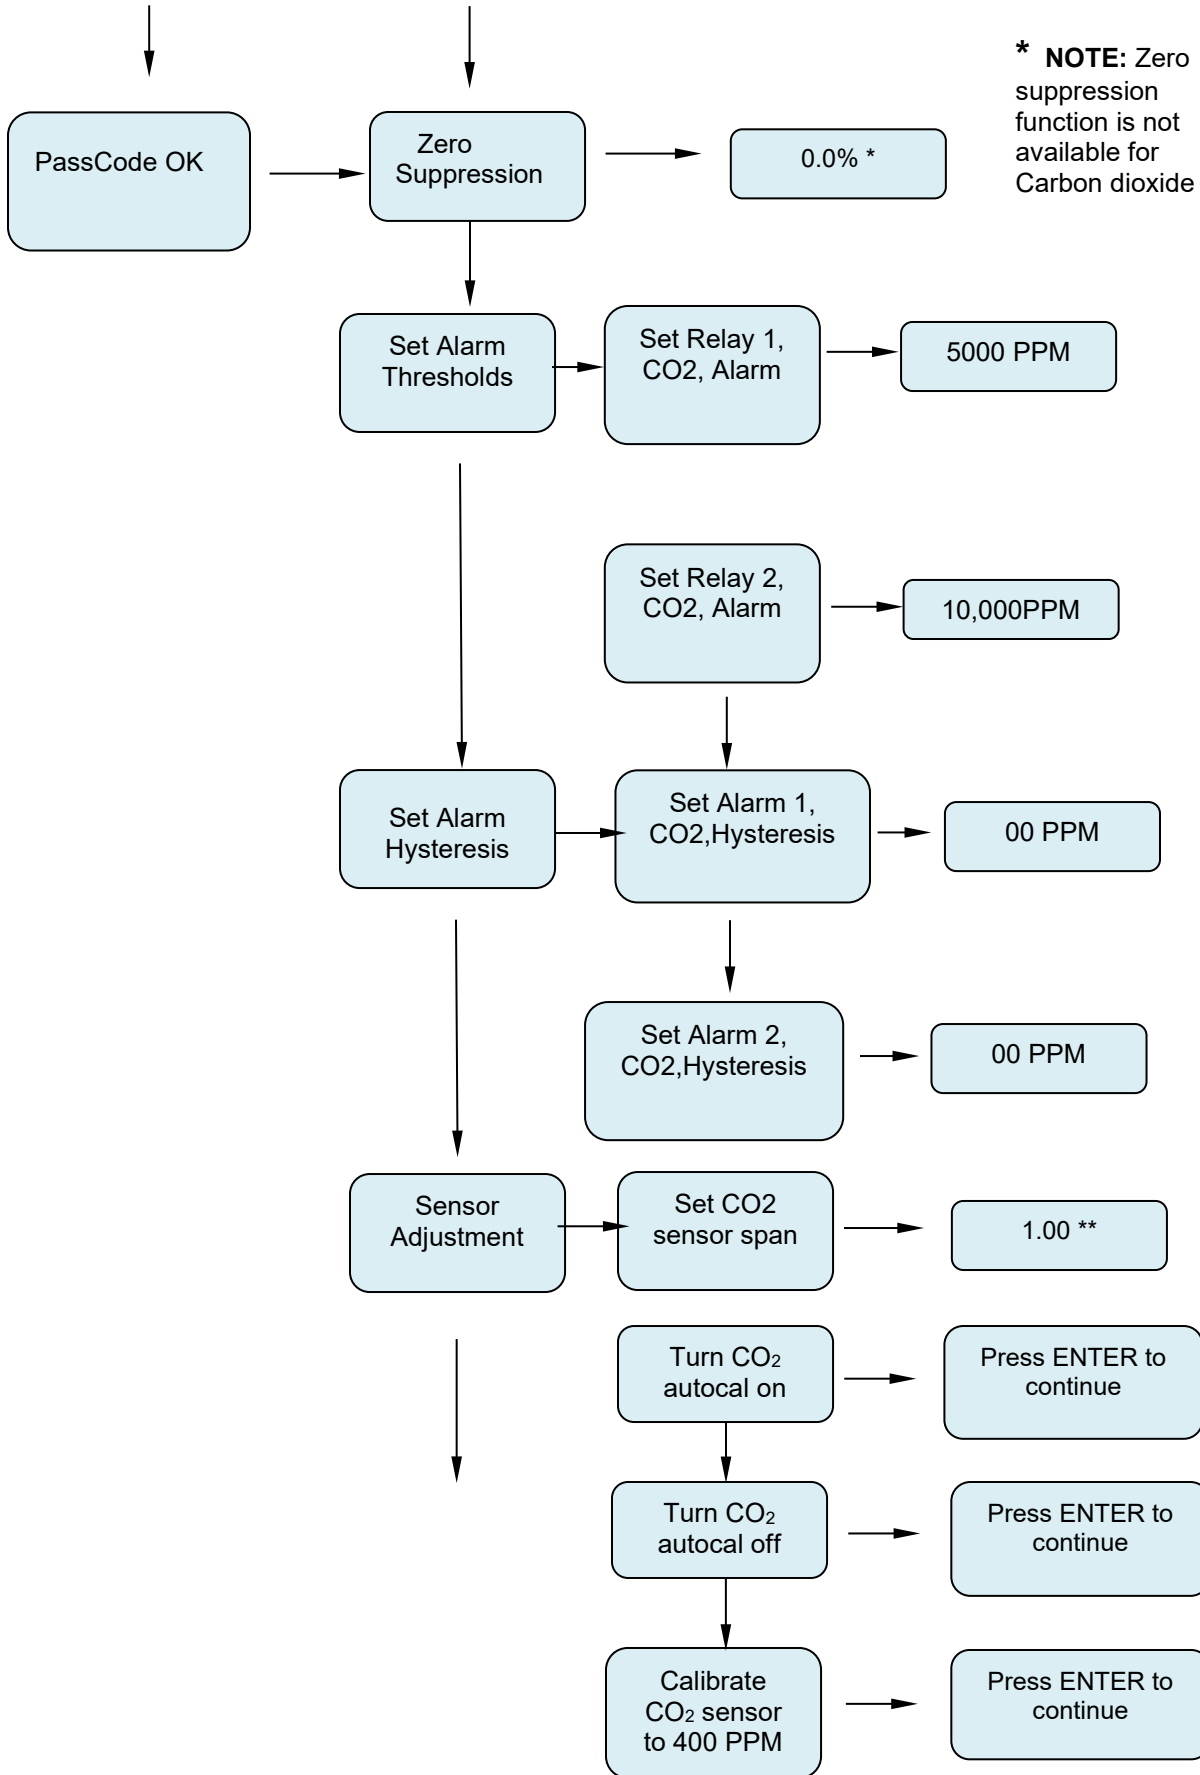 * NOTE: Zero
suppression
function is not
available for
Carbon dioxide
PassCode OK
Zero
Suppression
0.0% *
Set Alarm
Thresholds
Set Relay 1,
CO2, Alarm
5000 PPM
Set Relay 2,
CO2, Alarm
10,000PPM
Set Alarm
Hysteresis
Set Alarm 1,
CO2,Hysteresis
00 PPM
Set Alarm 2,
CO2,Hysteresis
00 PPM
Sensor
Adjustment
Set CO2
sensor span
1.00 **
Turn CO₂
autocal on
Press ENTER to
continue
Turn CO₂
autocal off
Press ENTER to
continue
Calibrate
CO₂ sensor
to 400 PPM
Press ENTER to
continue